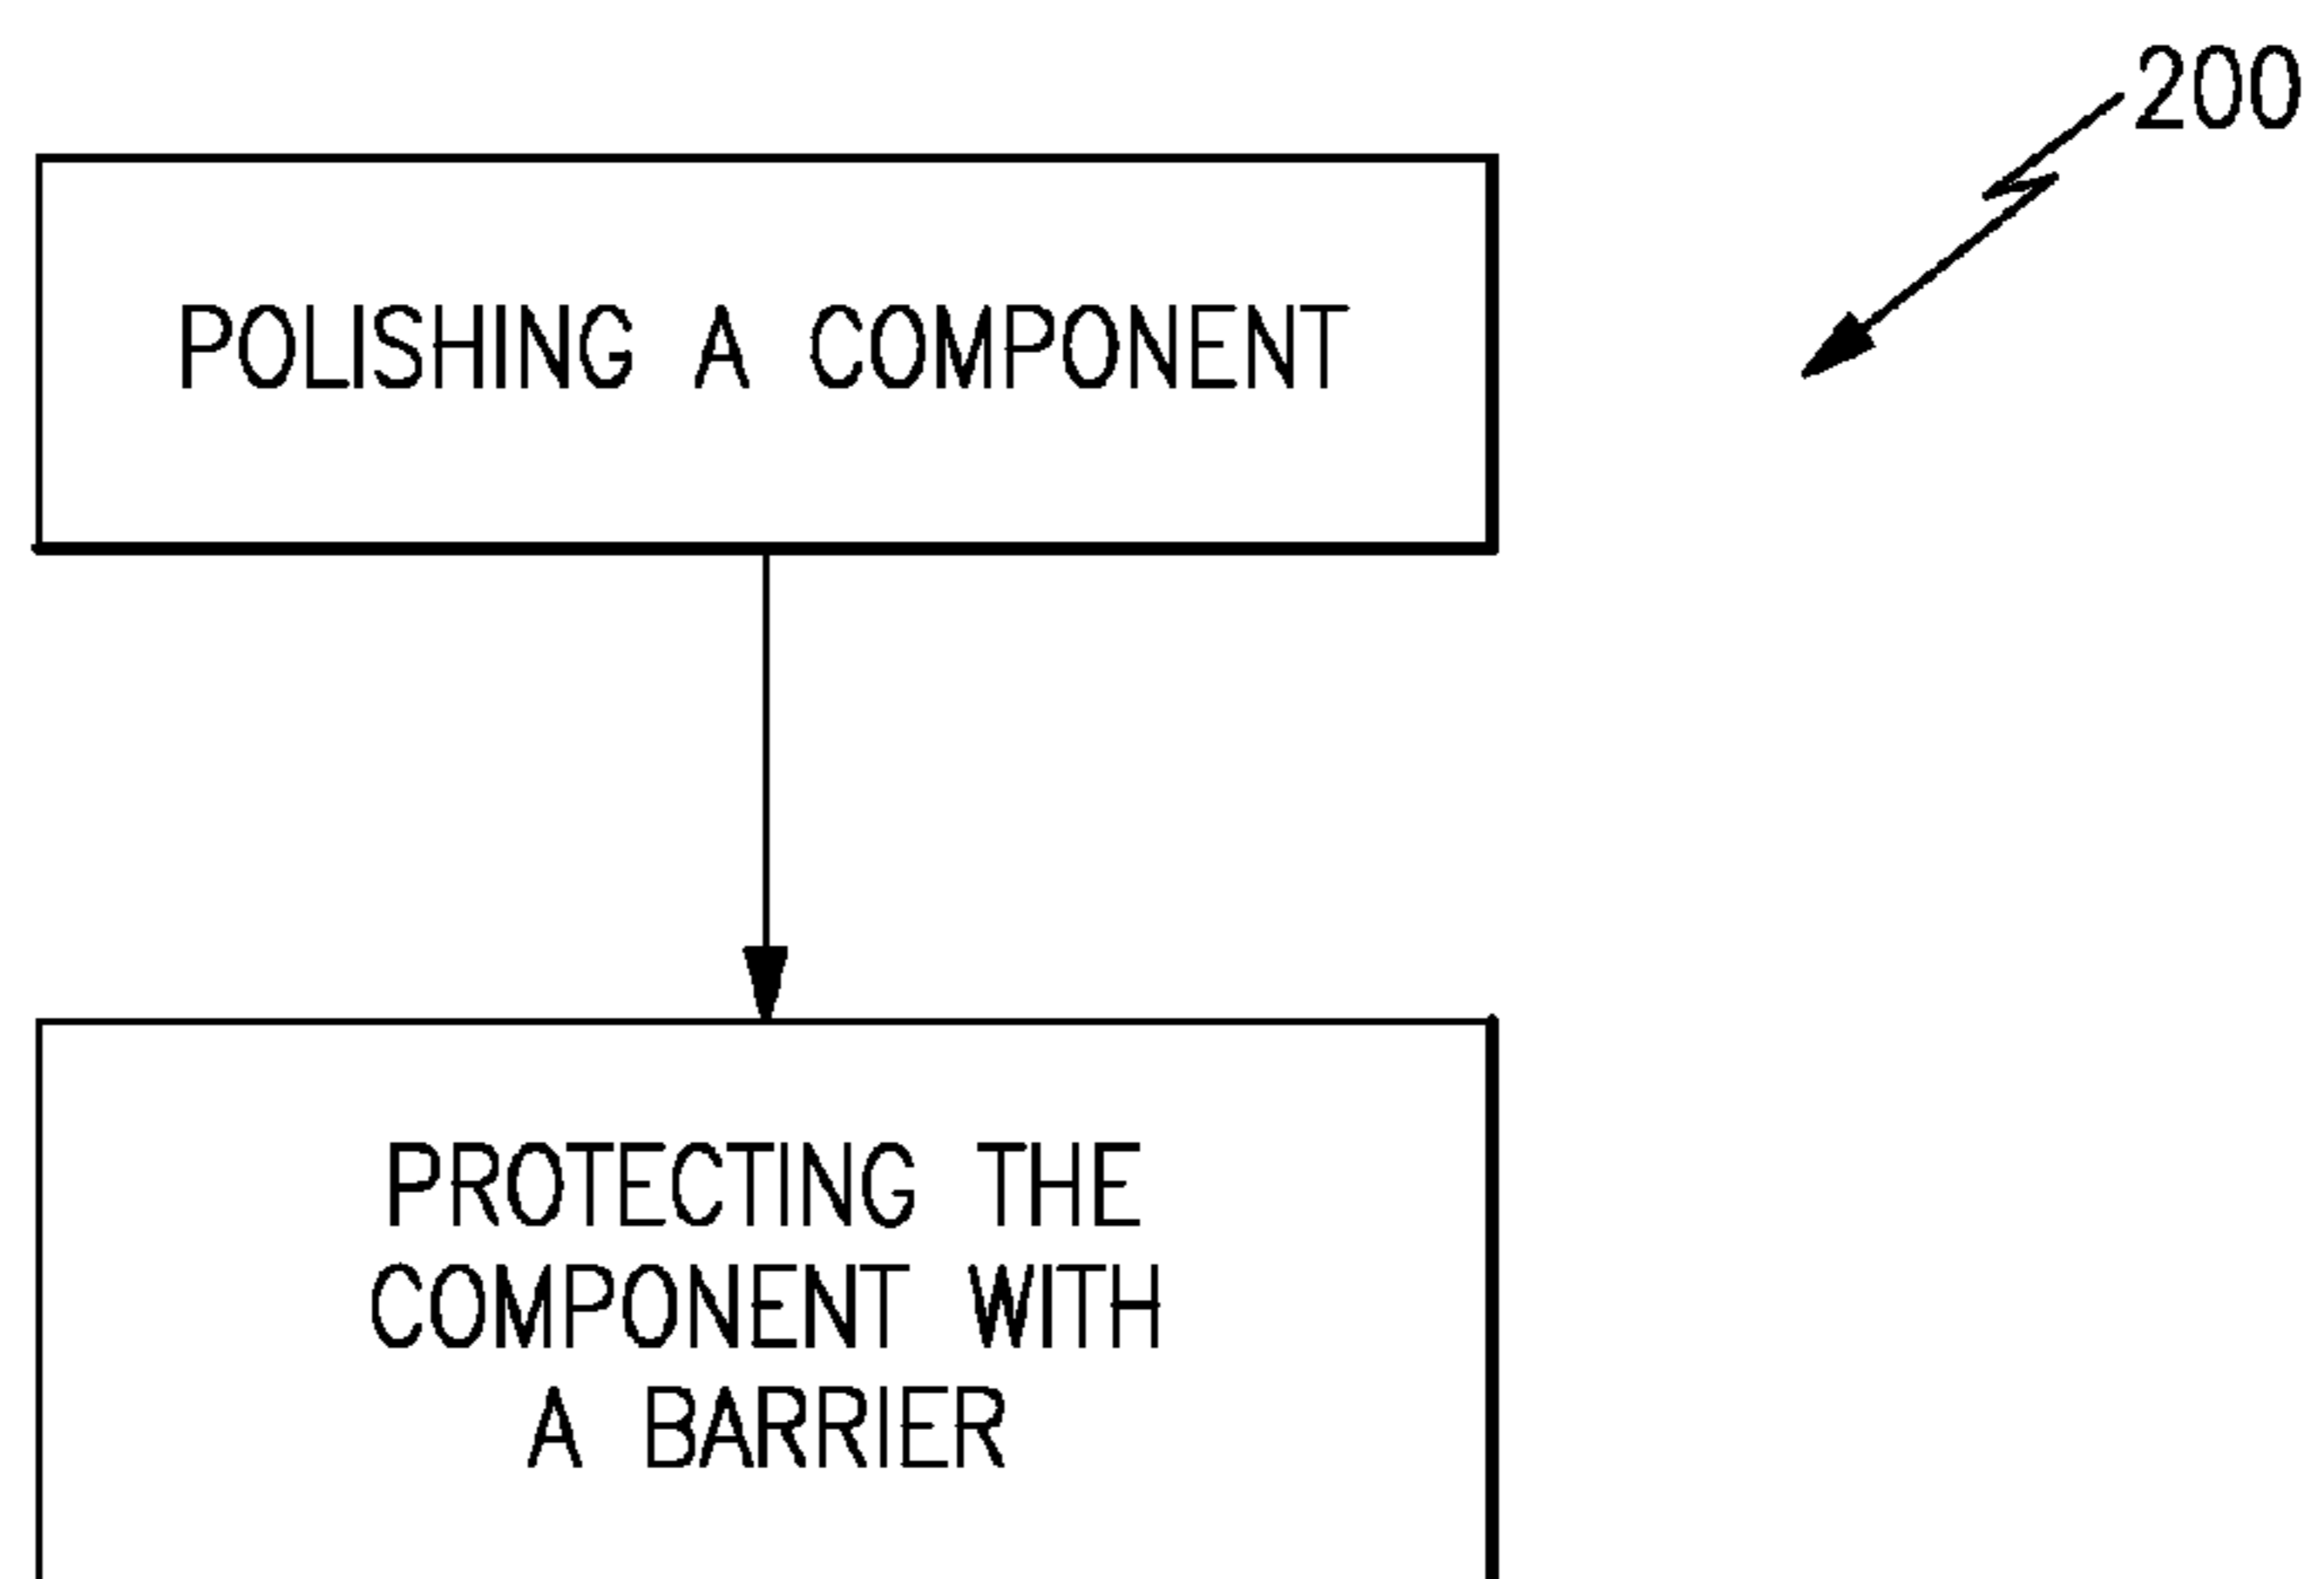 200
POLISHING A COMPONENT
PROTECTING THE
COMPONENT WITH
A BARRIER